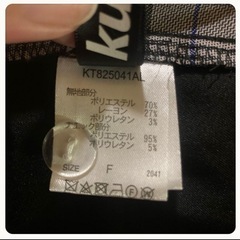 ku
KT825041AL
無地部分
ポリエステル 70%
レーヨン 27%
ポリウレタン 3%
チェック部分
ポリエステル 95%
ポリウレタン 5%
SIZE F
2041